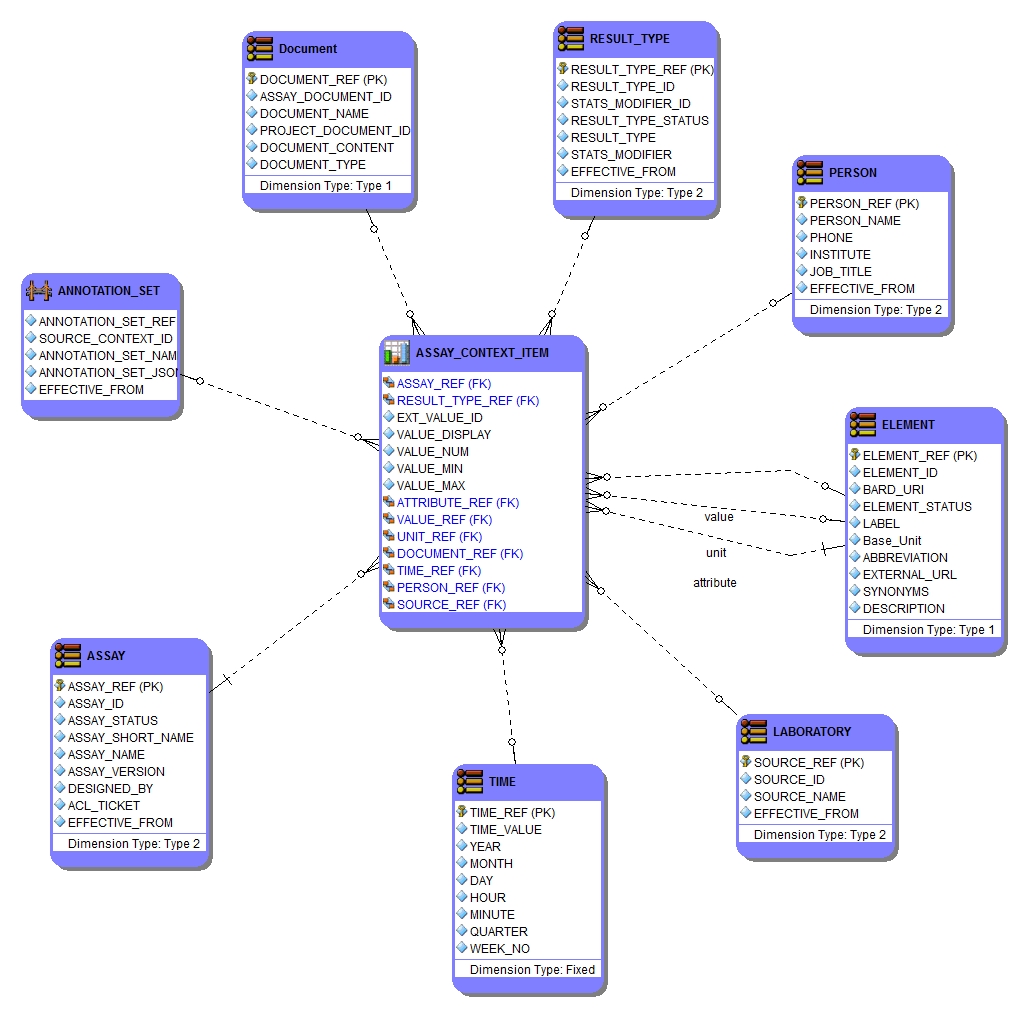 Document
DOCUMENT_REF (PK)
ASSAY_DOCUMENT_ID
DOCUMENT_NAME
PROJECT_DOCUMENT_ID
DOCUMENT_CONTENT
DOCUMENT_TYPE
Dimension Type: Type 1
RESULT_TYPE
RESULT_TYPE_REF (PK)
RESULT_TYPE_ID
STATS_MODIFIER_ID
RESULT_TYPE_STATUS
RESULT_TYPE
STATS_MODIFIER
EFFECTIVE_FROM
Dimension Type: Type 2
PERSON
PERSON_REF (PK)
PERSON_NAME
PHONE
INSTITUTE
JOB_TITLE
EFFECTIVE_FROM
Dimension Type: Type 2
ANNOTATION_SET
ANNOTATION_SET_REF
SOURCE_CONTEXT_ID
ANNOTATION_SET_NAM
ANNOTATION_SET_JSON
EFFECTIVE_FROM
ASSAY_CONTEXT_ITEM
ASSAY_REF (FK)
RESULT_TYPE_REF (FK)
EXT_VALUE_ID
VALUE_DISPLAY
VALUE_NUM
VALUE_MIN
VALUE_MAX
ATTRIBUTE_REF (FK)
VALUE_REF (FK)
UNIT_REF (FK)
DOCUMENT_REF (FK)
TIME_REF (FK)
PERSON_REF (FK)
SOURCE_REF (FK)
value
unit
attribute
ELEMENT
ELEMENT_REF (PK)
ELEMENT_ID
BARD_URI
ELEMENT_STATUS
LABEL
Base_Unit
ABBREVIATION
EXTERNAL_URL
SYNONYMS
DESCRIPTION
Dimension Type: Type 1
ASSAY
ASSAY_REF (PK)
ASSAY_ID
ASSAY_STATUS
ASSAY_SHORT_NAME
ASSAY_NAME
ASSAY_VERSION
DESIGNED_BY
ACL_TICKET
EFFECTIVE_FROM
Dimension Type: Type 2
TIME
TIME_REF (PK)
TIME_VALUE
YEAR
MONTH
DAY
HOUR
MINUTE
QUARTER
WEEK_NO
Dimension Type: Fixed
LABORATORY
SOURCE_REF (PK)
SOURCE_ID
SOURCE_NAME
EFFECTIVE_FROM
Dimension Type: Type 2